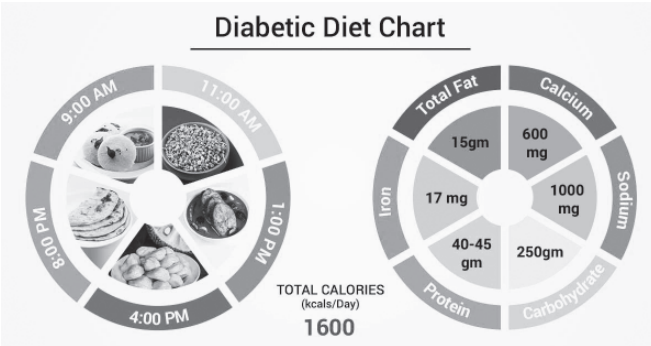 Diabetic Diet Chart
9:00 AM
11:00 AM
1:00 PM
4:00 PM
8:00 PM
TOTAL CALORIES
(kcals/Day)
1600
Total Fat
15gm
Calcium
600
mg
Sodium
1000
mg
Carbohydrate
250gm
Protein
40-45
gm
Iron
17 mg